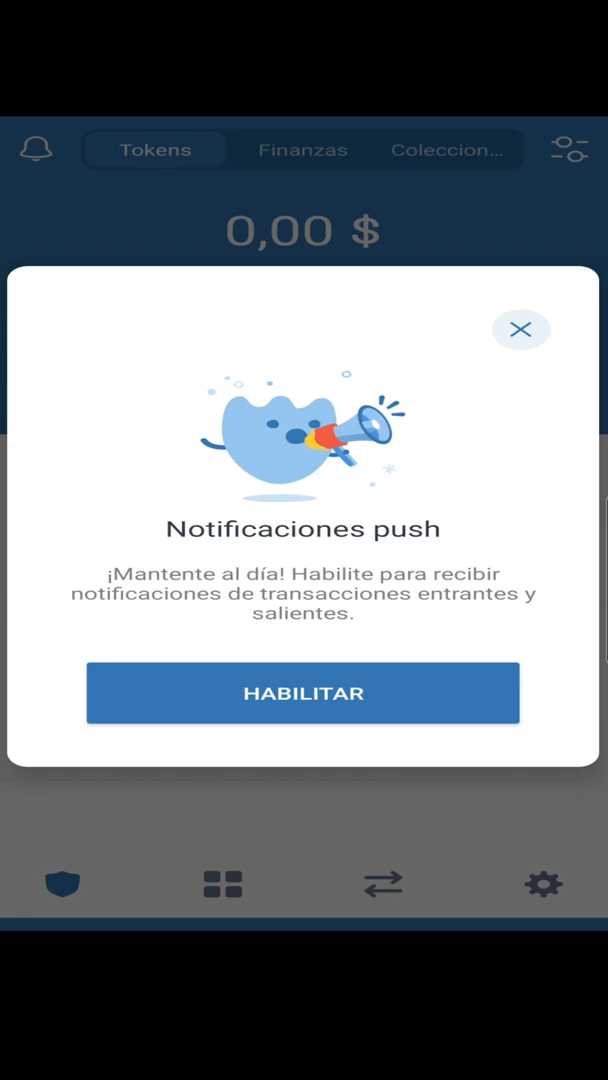 Tokens
Finanzas
Coleccion...
0,00 $
Notificaciones push
¡Mantente al día! Habilite para recibir
notificaciones de transacciones entrantes y
salientes.
HABILITAR